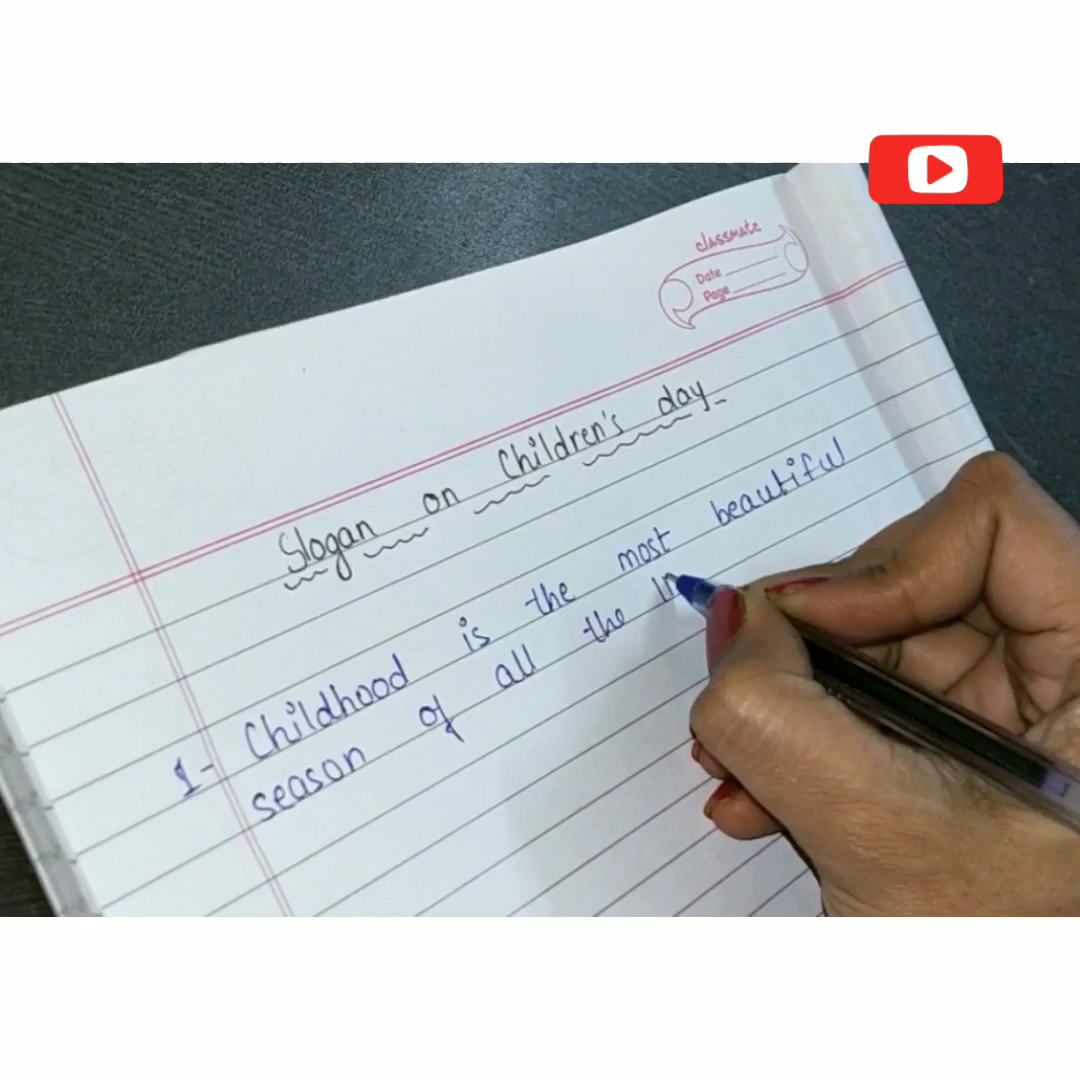 classmate
Date
Page
Slogan on Children's day
1- Childhood is the most beautiful
season of all the